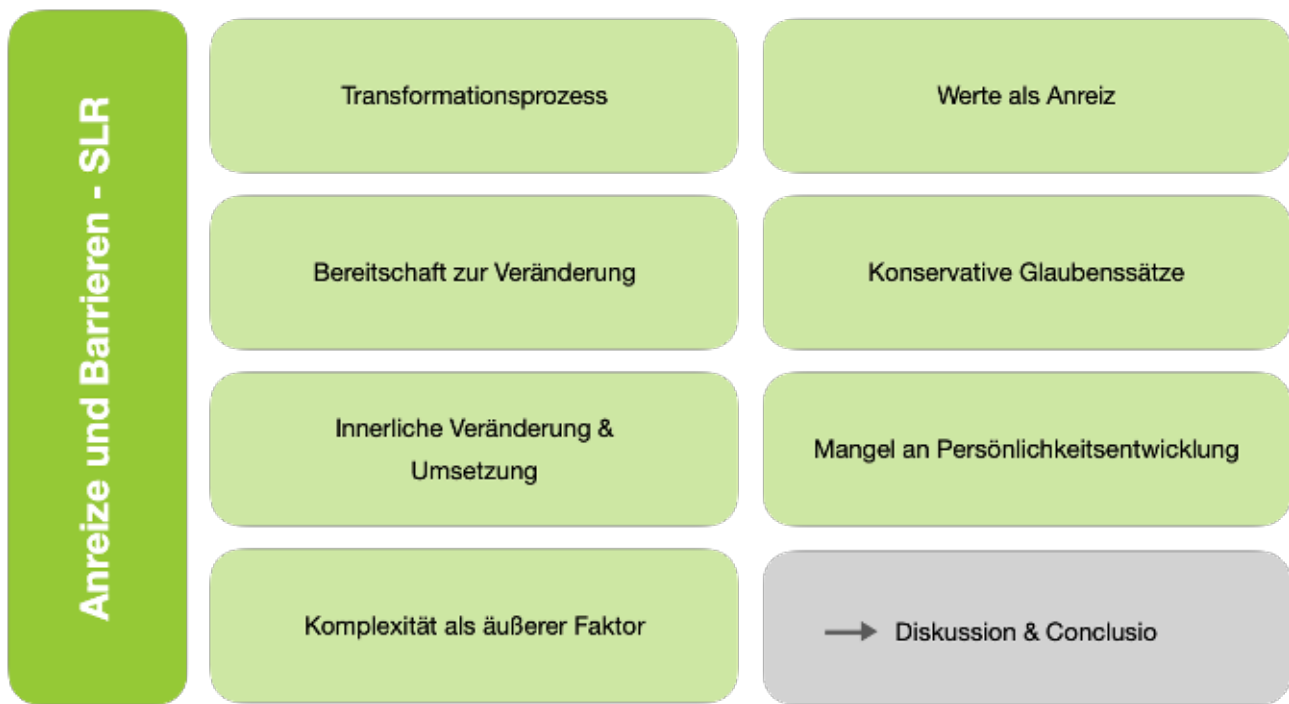 Anreize und Barrieren - SLR
Transformationsprozess
Werte als Anreiz
Bereitschaft zur Veränderung
Konservative Glaubenssätze
Innerliche Veränderung &
Umsetzung
Mangel an Persönlichkeitsentwicklung
Komplexität als äußerer Faktor
Diskussion & Conclusio